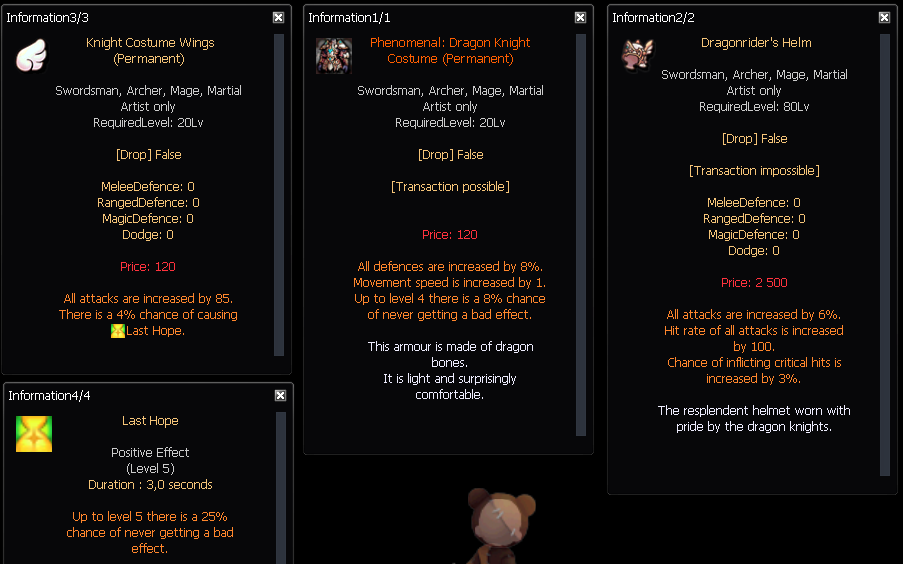 Information3/3
Knight Costume Wings
(Permanent)
Swordsman, Archer, Mage, Martial
Artist only
RequiredLevel: 20Lv
[Drop] False
MeleeDefence: 0
RangedDefence: 0
MagicDefence: 0
Dodge: 0
Price: 120
All attacks are increased by 85.
There is a 4% chance of causing
Last Hope.
Information1/1
Phenomenal: Dragon Knight
Costume (Permanent)
Swordsman, Archer, Mage, Martial
Artist only
RequiredLevel: 20Lv
[Drop] False
[Transaction possible]
Price: 120
All defences are increased by 8%.
Movement speed is increased by 1.
Up to level 4 there is a 8% chance
of never getting a bad effect.
This armour is made of dragon
bones.
It is light and surprisingly
comfortable.
Information2/2
Dragonrider's Helm
Swordsman, Archer, Mage, Martial
Artist only
RequiredLevel: 80Lv
[Drop] False
[Transaction impossible]
MeleeDefence: 0
RangedDefence: 0
MagicDefence: 0
Dodge: 0
Price: 2 500
All attacks are increased by 6%.
Hit rate of all attacks is increased
by 100.
Chance of inflicting critical hits is
increased by 3%.
The resplendent helmet worn with
pride by the dragon knights.
Information4/4
Last Hope
Positive Effect
(Level 5)
Duration : 3,0 seconds
Up to level 5 there is a 25%
chance of never getting a bad
effect.